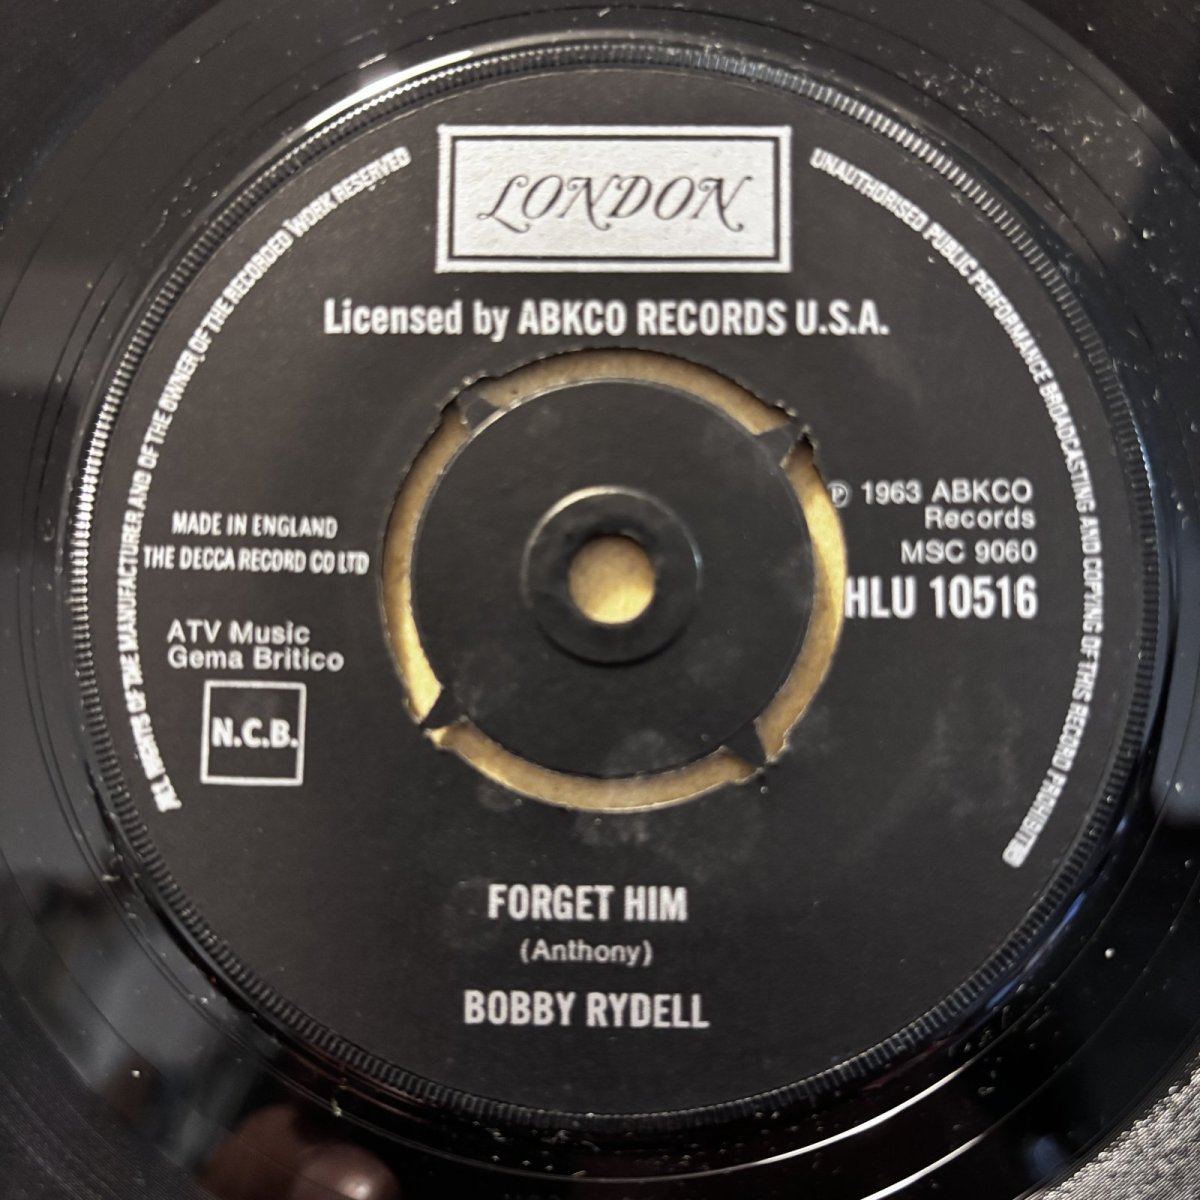 LONDON
Licensed by ABKCO RECORDS U.S.A.
ALL RIGHTS OF THE MANUFACTURER AND OF THE OWNER OF THE RECORDED WORK RESERVED
UNAUTHORISED PUBLIC PERFORMANCE BROADCASTING AND COPYING OF THIS RECORD PROHIBITED
MADE IN ENGLAND
THE DECCA RECORD CO LTD
ATV Music
Gema Britico
N.C.B.
℗ 1963 ABKCO
Records
MSC 9060
HLU 10516
FORGET HIM
(Anthony)
BOBBY RYDELL